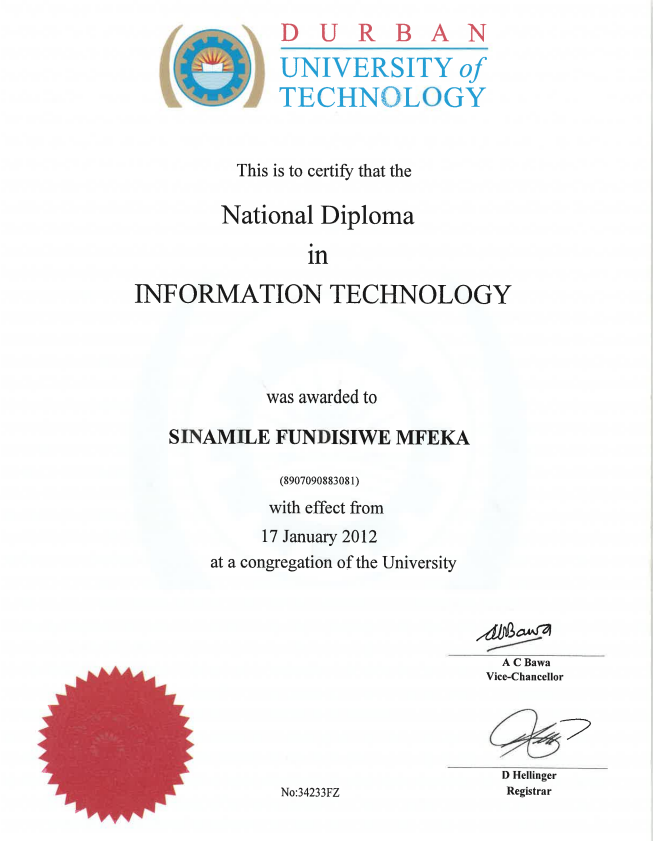 DURBAN
UNIVERSITY of
TECHNOLOGY
This is to certify that the
National Diploma
in
INFORMATION TECHNOLOGY
was awarded to
SINAMILE FUNDISIWE MFEKA
(8907090883081)
with effect from
17 January 2012
at a congregation of the University
A C Bawa
Vice-Chancellor
D Hellinger
Registrar
No:34233FZ